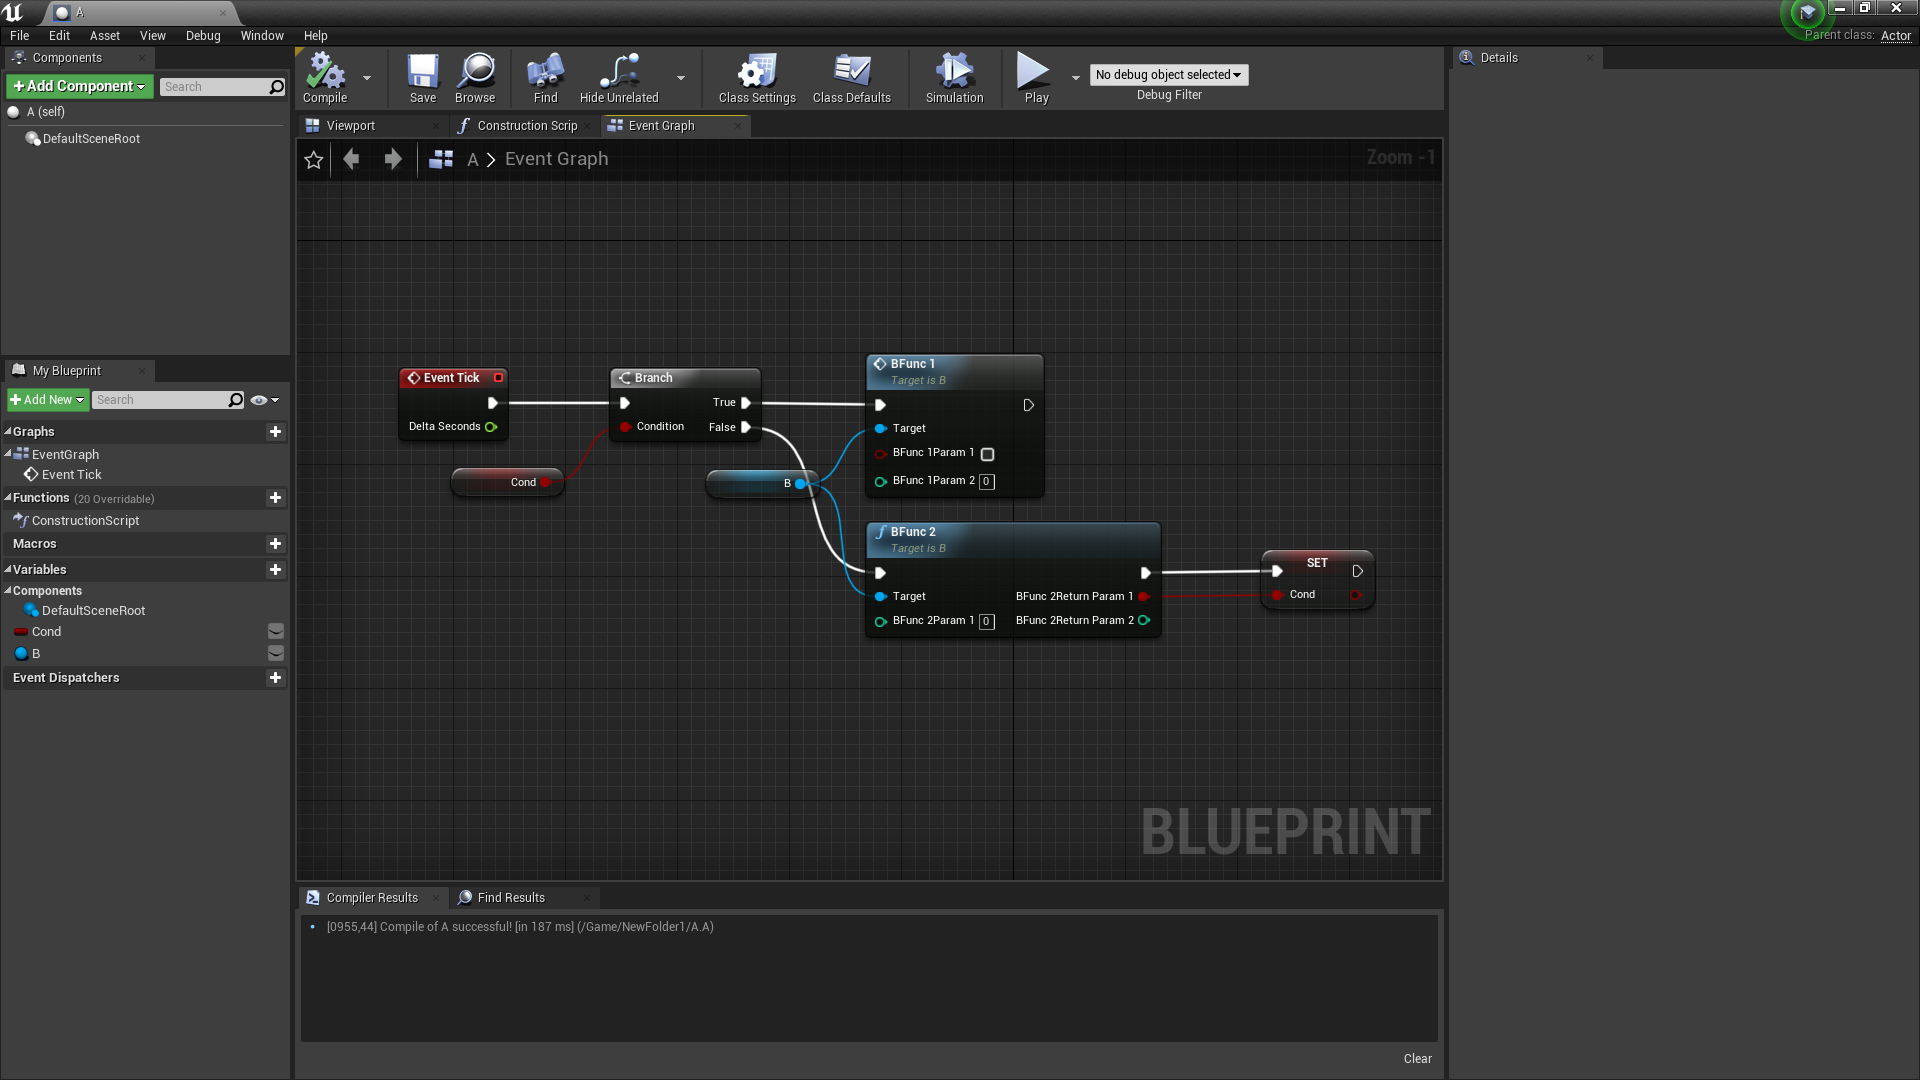 A
File Edit Asset View Debug Window Help
Parent class: Actor
Components
+Add Component
Search
A (self)
DefaultSceneRoot
My Blueprint
+Add New
Search
Graphs
EventGraph
Event Tick
Functions (20 Overridable)
ConstructionScript
Macros
Variables
Components
DefaultSceneRoot
Cond
B
Event Dispatchers
Compile Save Browse Find Hide Unrelated Class Settings Class Defaults Simulation Play
No debug object selected
Debug Filter
Viewport Construction Scrip Event Graph
A > Event Graph
Zoom -1
Event Tick
Delta Seconds
Branch
True
Condition False
Cond
B
BFunc 1
Target is B
Target
BFunc 1Param 1
BFunc 1Param 2 0
BFunc 2
Target is B
Target BFunc 2Return Param 1
BFunc 2Param 1 0 BFunc 2Return Param 2
SET
Cond
BLUEPRINT
Compiler Results Find Results
[0955,44] Compile of A successful! [in 187 ms] (/Game/NewFolder1/A.A)
Clear
Details